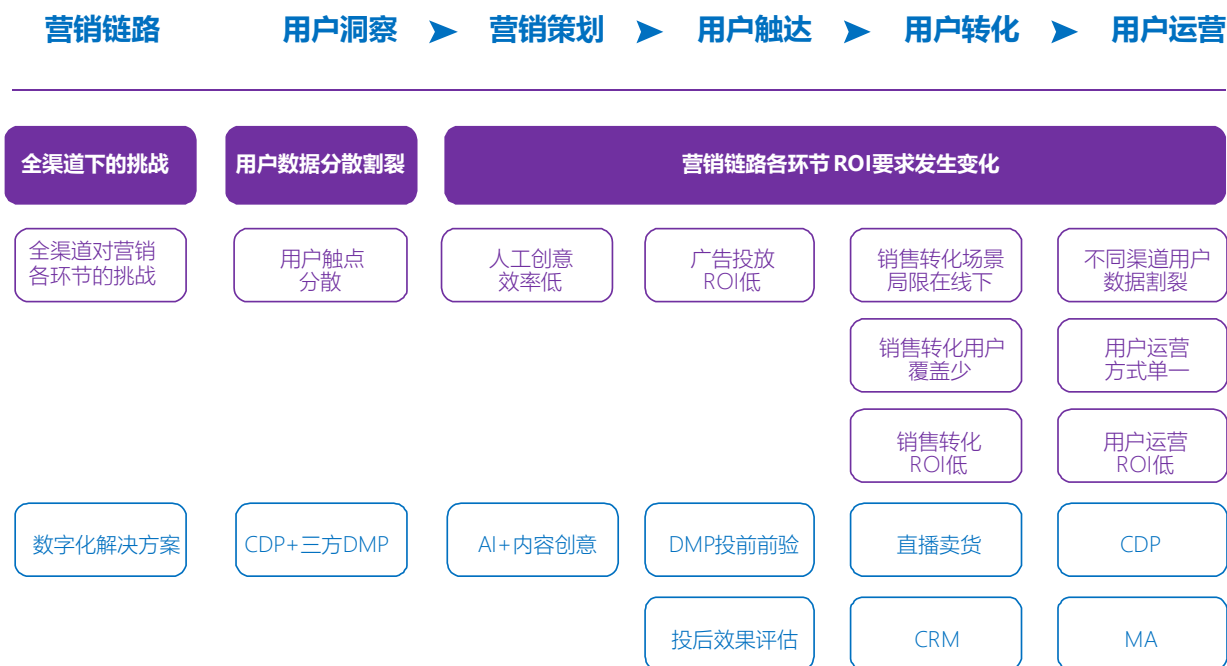 营销链路
用户洞察
营销策划
用户触达
用户转化
用户运营
全渠道下的挑战
用户数据分散割裂
营销链路各环节 ROI要求发生变化
全渠道对营销
各环节的挑战
用户触点
分散
人工创意
效率低
广告投放
ROI低
销售转化场景
局限在线下
不同渠道用户
数据割裂
销售转化用户
覆盖少
用户运营
方式单一
销售转化
ROI低
用户运营
ROI低
数字化解决方案
CDP+三方DMP
AI+内容创意
DMP投前前验
直播卖货
CDP
投后效果评估
CRM
MA